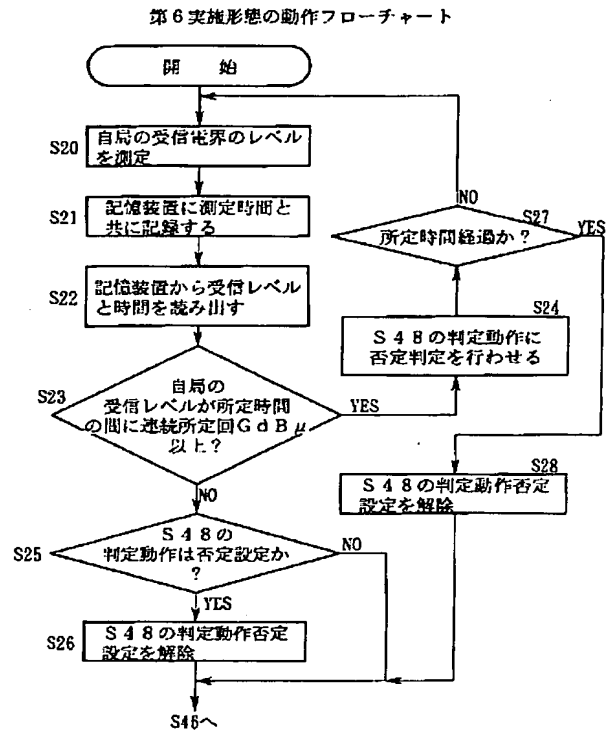 第6実施形態の動作フローチャート
開 始
S20
自局の受信電界のレベル
を測定
S21
記憶装置に測定時間と
共に記録する
S22
記憶装置から受信レベル
と時間を読み出す
S23
自局の
受信レベルが所定時間
の間に連続所定回GdBμ
以上?
YES
NO
S24
S48の判定動作に
否定判定を行わせる
S27
所定時間経過か?
NO
YES
S25
S48の
判定動作は否定設定か
?
NO
YES
S26
S48の判定動作否定
設定を解除
S28
S48の判定動作否定
設定を解除
S46へ